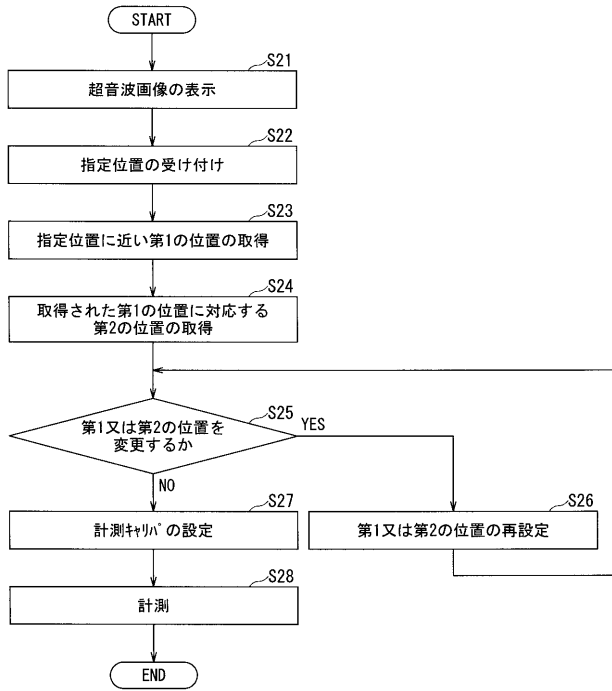 START
S21
超音波画像の表示
S22
指定位置の受け付け
S23
指定位置に近い第1の位置の取得
S24
取得された第1の位置に対応する
第2の位置の取得
S25
第1又は第2の位置を
変更するか
YES
NO
S27
計測ｷｬﾘﾊﾟの設定
S26
第1又は第2の位置の再設定
S28
計測
END